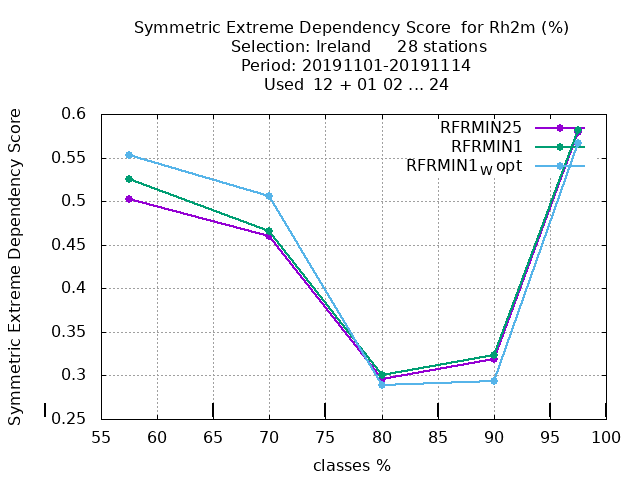 Symmetric Extreme Dependency Score for Rh2m (%)
Selection: Ireland 28 stations
Period: 20191101-20191114
Used 12 + 01 02 ... 24
Symmetric Extreme Dependency Score
0.6
0.55
0.5
0.45
0.4
0.35
0.3
0.25
RFRMIN25
RFRMIN1
RFRMIN1W opt
55 60 65 70 75 80 85 90 95 100
classes %